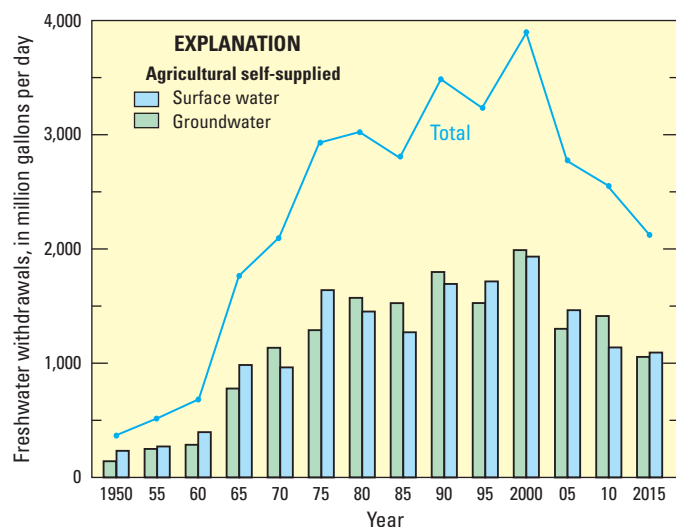 EXPLANATION
Agricultural self-supplied
Surface water
Groundwater
Total
Freshwater withdrawals, in million gallons per day
4,000
3,000
2,000
1,000
0
1950 55 60 65 70 75 80 85 90 95 2000 05 10 2015
Year